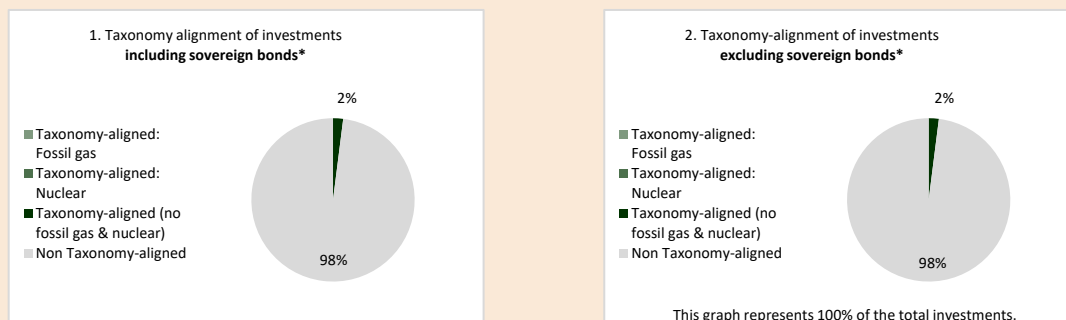 1. Taxonomy alignment of investments
including sovereign bonds*
2%
Taxonomy-aligned:
Fossil gas
Taxonomy-aligned:
Nuclear
Taxonomy-aligned (no
fossil gas & nuclear)
Non Taxonomy-aligned
98%
2. Taxonomy-alignment of investments
excluding sovereign bonds*
2%
Taxonomy-aligned:
Fossil gas
Taxonomy-aligned:
Nuclear
Taxonomy-aligned (no
fossil gas & nuclear)
Non Taxonomy-aligned
98%
This graph represents 100% of the total investments.